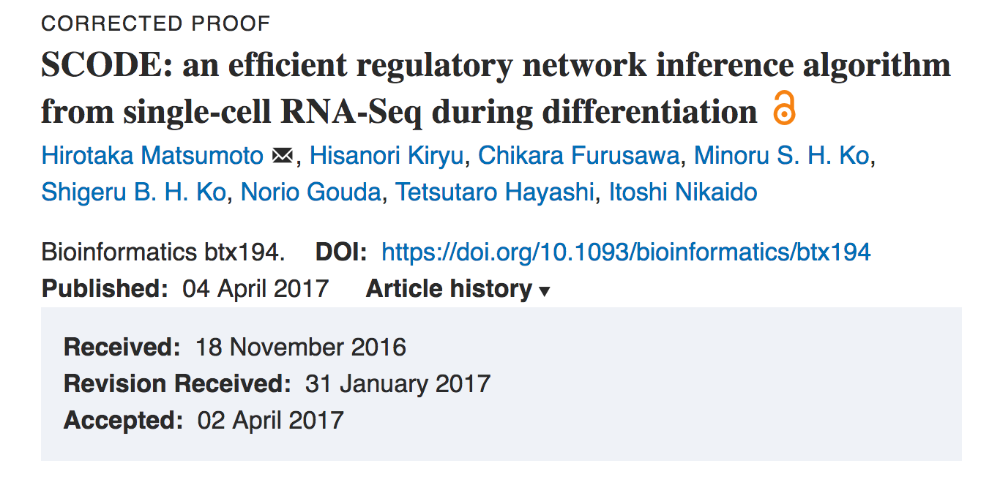 CORRECTED PROOF
SCODE: an efficient regulatory network inference algorithm
from single-cell RNA-Seq during differentiation
Hirotaka Matsumoto ✉, Hisanori Kiryu, Chikara Furusawa, Minoru S. H. Ko,
Shigeru B. H. Ko, Norio Gouda, Tetsutaro Hayashi, Itoshi Nikaido
Bioinformatics btx194. DOI: https://doi.org/10.1093/bioinformatics/btx194
Published: 04 April 2017 Article history ▾
Received: 18 November 2016
Revision Received: 31 January 2017
Accepted: 02 April 2017